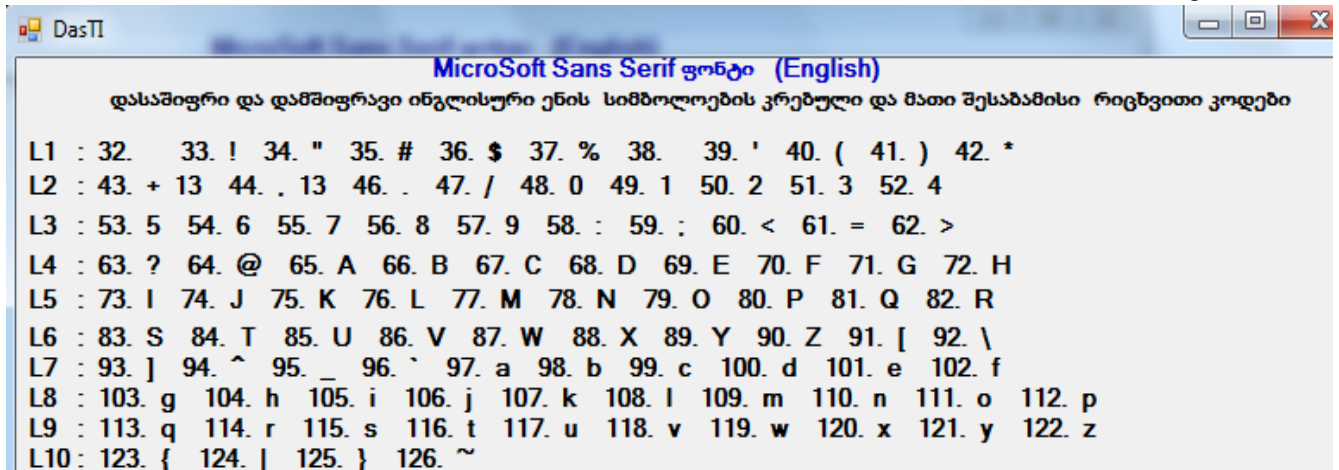 DasTI
MicroSoft Sans Serif ფონტი (English)
დასაშიფრი და დამშიფრავი ინგლისური ენის სიმბოლოების კრებული და მათი შესაბამისი რიცხვითი კოდები
L1 : 32. 33. ! 34. " 35. # 36. $ 37. % 38. 39. ' 40. ( 41. ) 42. *
L2 : 43. + 13 44. , 13 46. . 47. / 48. 0 49. 1 50. 2 51. 3 52. 4
L3 : 53. 5 54. 6 55. 7 56. 8 57. 9 58. : 59. ; 60. < 61. = 62. >
L4 : 63. ? 64. @ 65. A 66. B 67. C 68. D 69. E 70. F 71. G 72. H
L5 : 73. I 74. J 75. K 76. L 77. M 78. N 79. O 80. P 81. Q 82. R
L6 : 83. S 84. T 85. U 86. V 87. W 88. X 89. Y 90. Z 91. [ 92. \
L7 : 93. ] 94. ^ 95. _ 96. ` 97. a 98. b 99. c 100. d 101. e 102. f
L8 : 103. g 104. h 105. i 106. j 107. k 108. l 109. m 110. n 111. o 112. p
L9 : 113. q 114. r 115. s 116. t 117. u 118. v 119. w 120. x 121. y 122. z
L10 : 123. { 124. | 125. } 126. ~